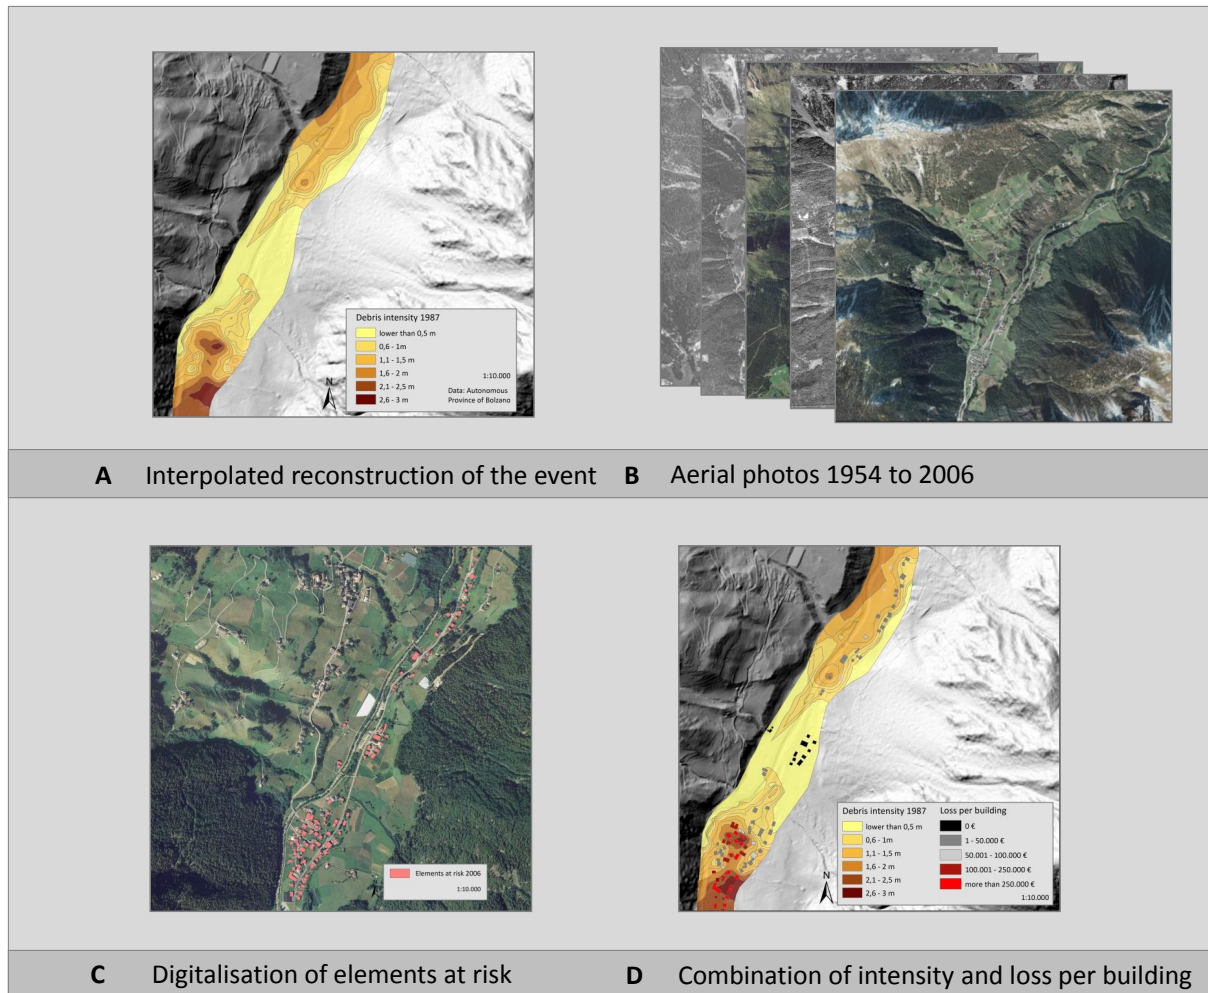 Debris intensity 1987
lower than 0,5 m
0,6 - 1m
1,1 - 1,5 m
1,6 - 2 m
2,1 - 2,5 m
2,6 - 3 m
N
1:10.000
Data: Autonomous
Province of Bolzano
A Interpolated reconstruction of the event
B Aerial photos 1954 to 2006
Elements at risk 2006
1:10.000
Debris intensity 1987
lower than 0,5 m
0,6 - 1m
1,1 - 1,5 m
1,6 - 2 m
2,1 - 2,5 m
2,6 - 3 m
Loss per building
0 €
1 - 50.000 €
50.001 - 100.000 €
100.001 - 250.000 €
more than 250.000 €
1:10.000
N
C Digitalisation of elements at risk
D Combination of intensity and loss per building